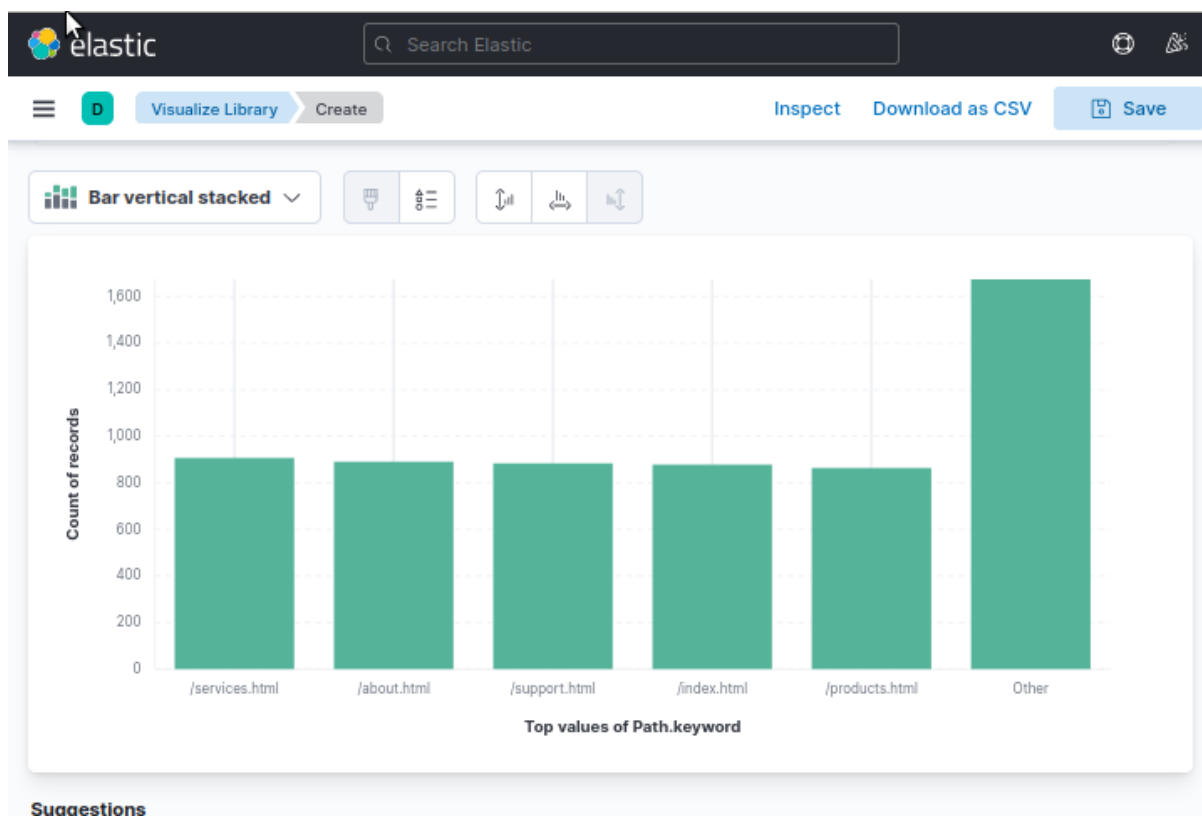 elastic
Search Elastic
D
Visualize Library
Create
Inspect
Download as CSV
Save
Bar vertical stacked
1,600
1,400
1,200
1,000
800
600
400
200
0
Count of records
/services.html
/about.html
/support.html
/index.html
/products.html
Other
Top values of Path.keyword
Suggestions